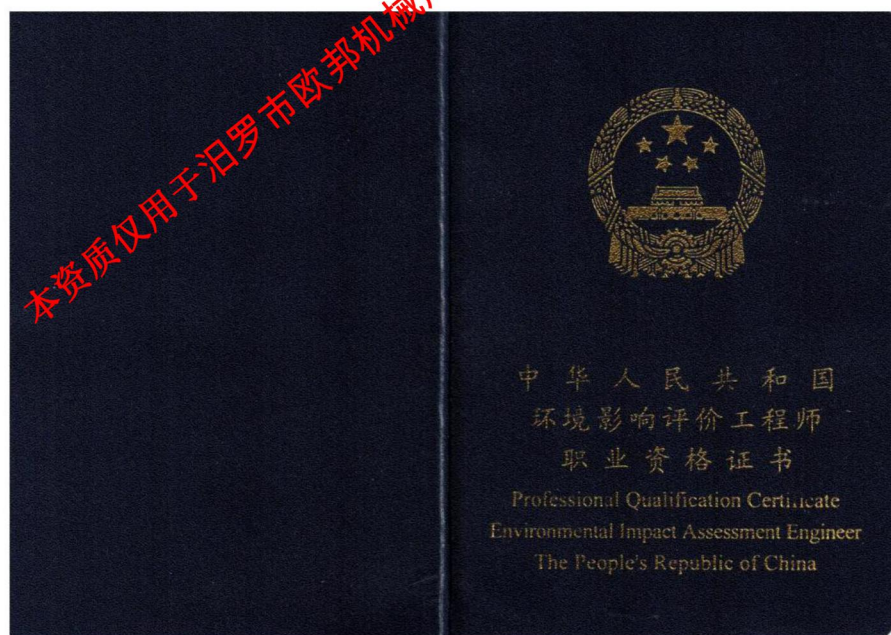 本资质仅用于汨罗市欧邦机械
中华人民共和国
环境影响评价工程师
职业资格证书
Professional Qualification Certificate
Environmental Impact Assessment Engineer
The People's Republic of China